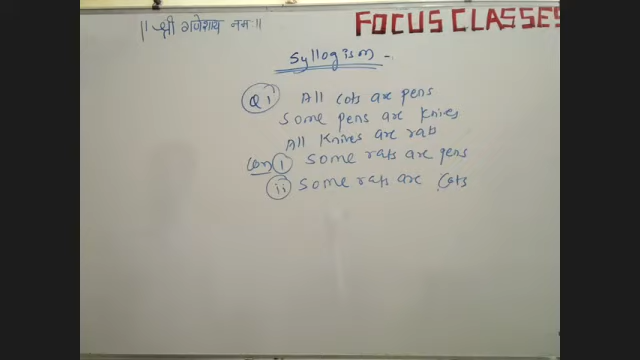 || श्री गणेशाय नमः ||
FOCUS CLASSES
Syllogism -.
Q1 All cats are pens
Some pens are Knives
All Knives are rats
Con i Some rats are pens
ii Some rats are Cats